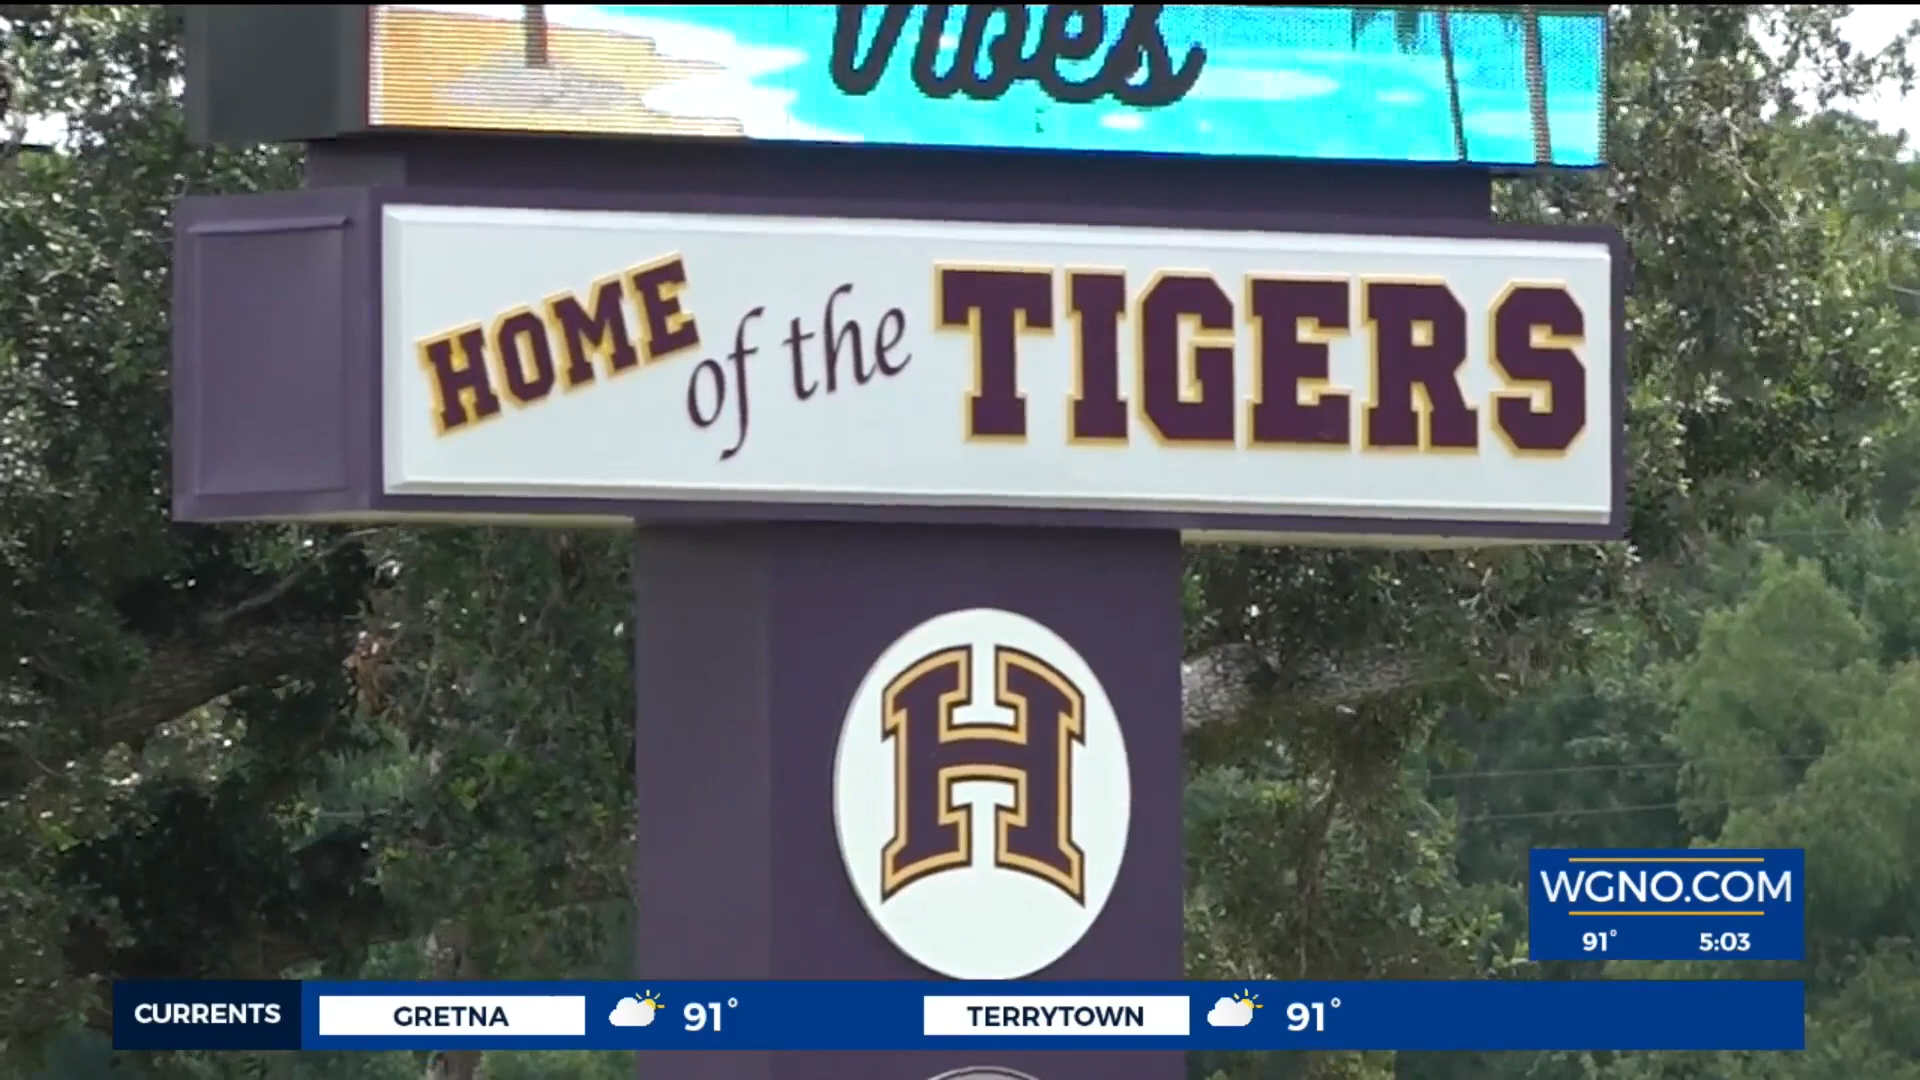 Vibes
HOME of the TIGERS
H
WGNO.COM
91° 5:03
CURRENTS GRETNA 91° TERRYTOWN 91°